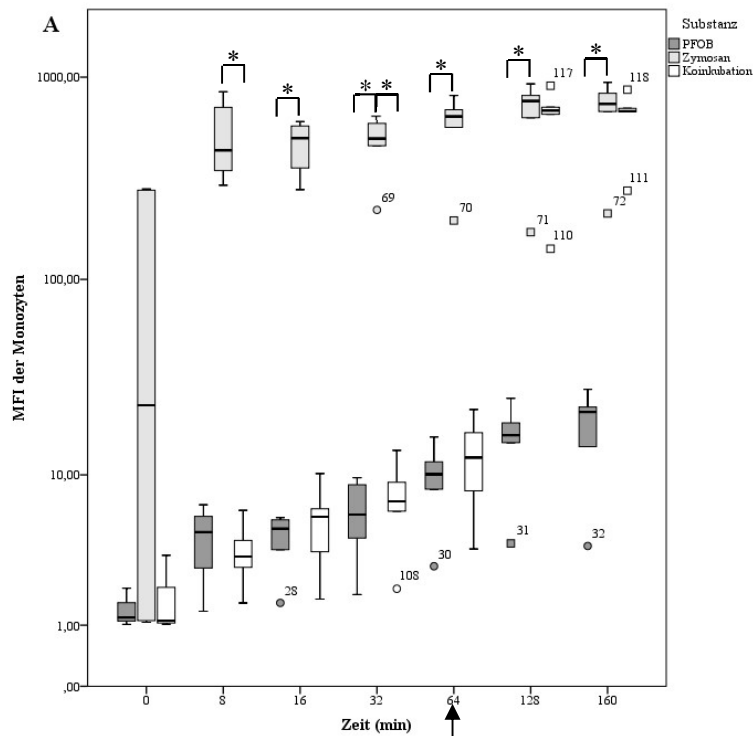 A
Substanz
PFOB
Zymosan
Koinkubation
MFI der Monozyten
1000,00
100,00
10,00
1,00
,00
* * * * * * *
117
118
69
70
71
110
72
111
28
108
30
31
32
0 8 16 32 64 128 160
Zeit (min)